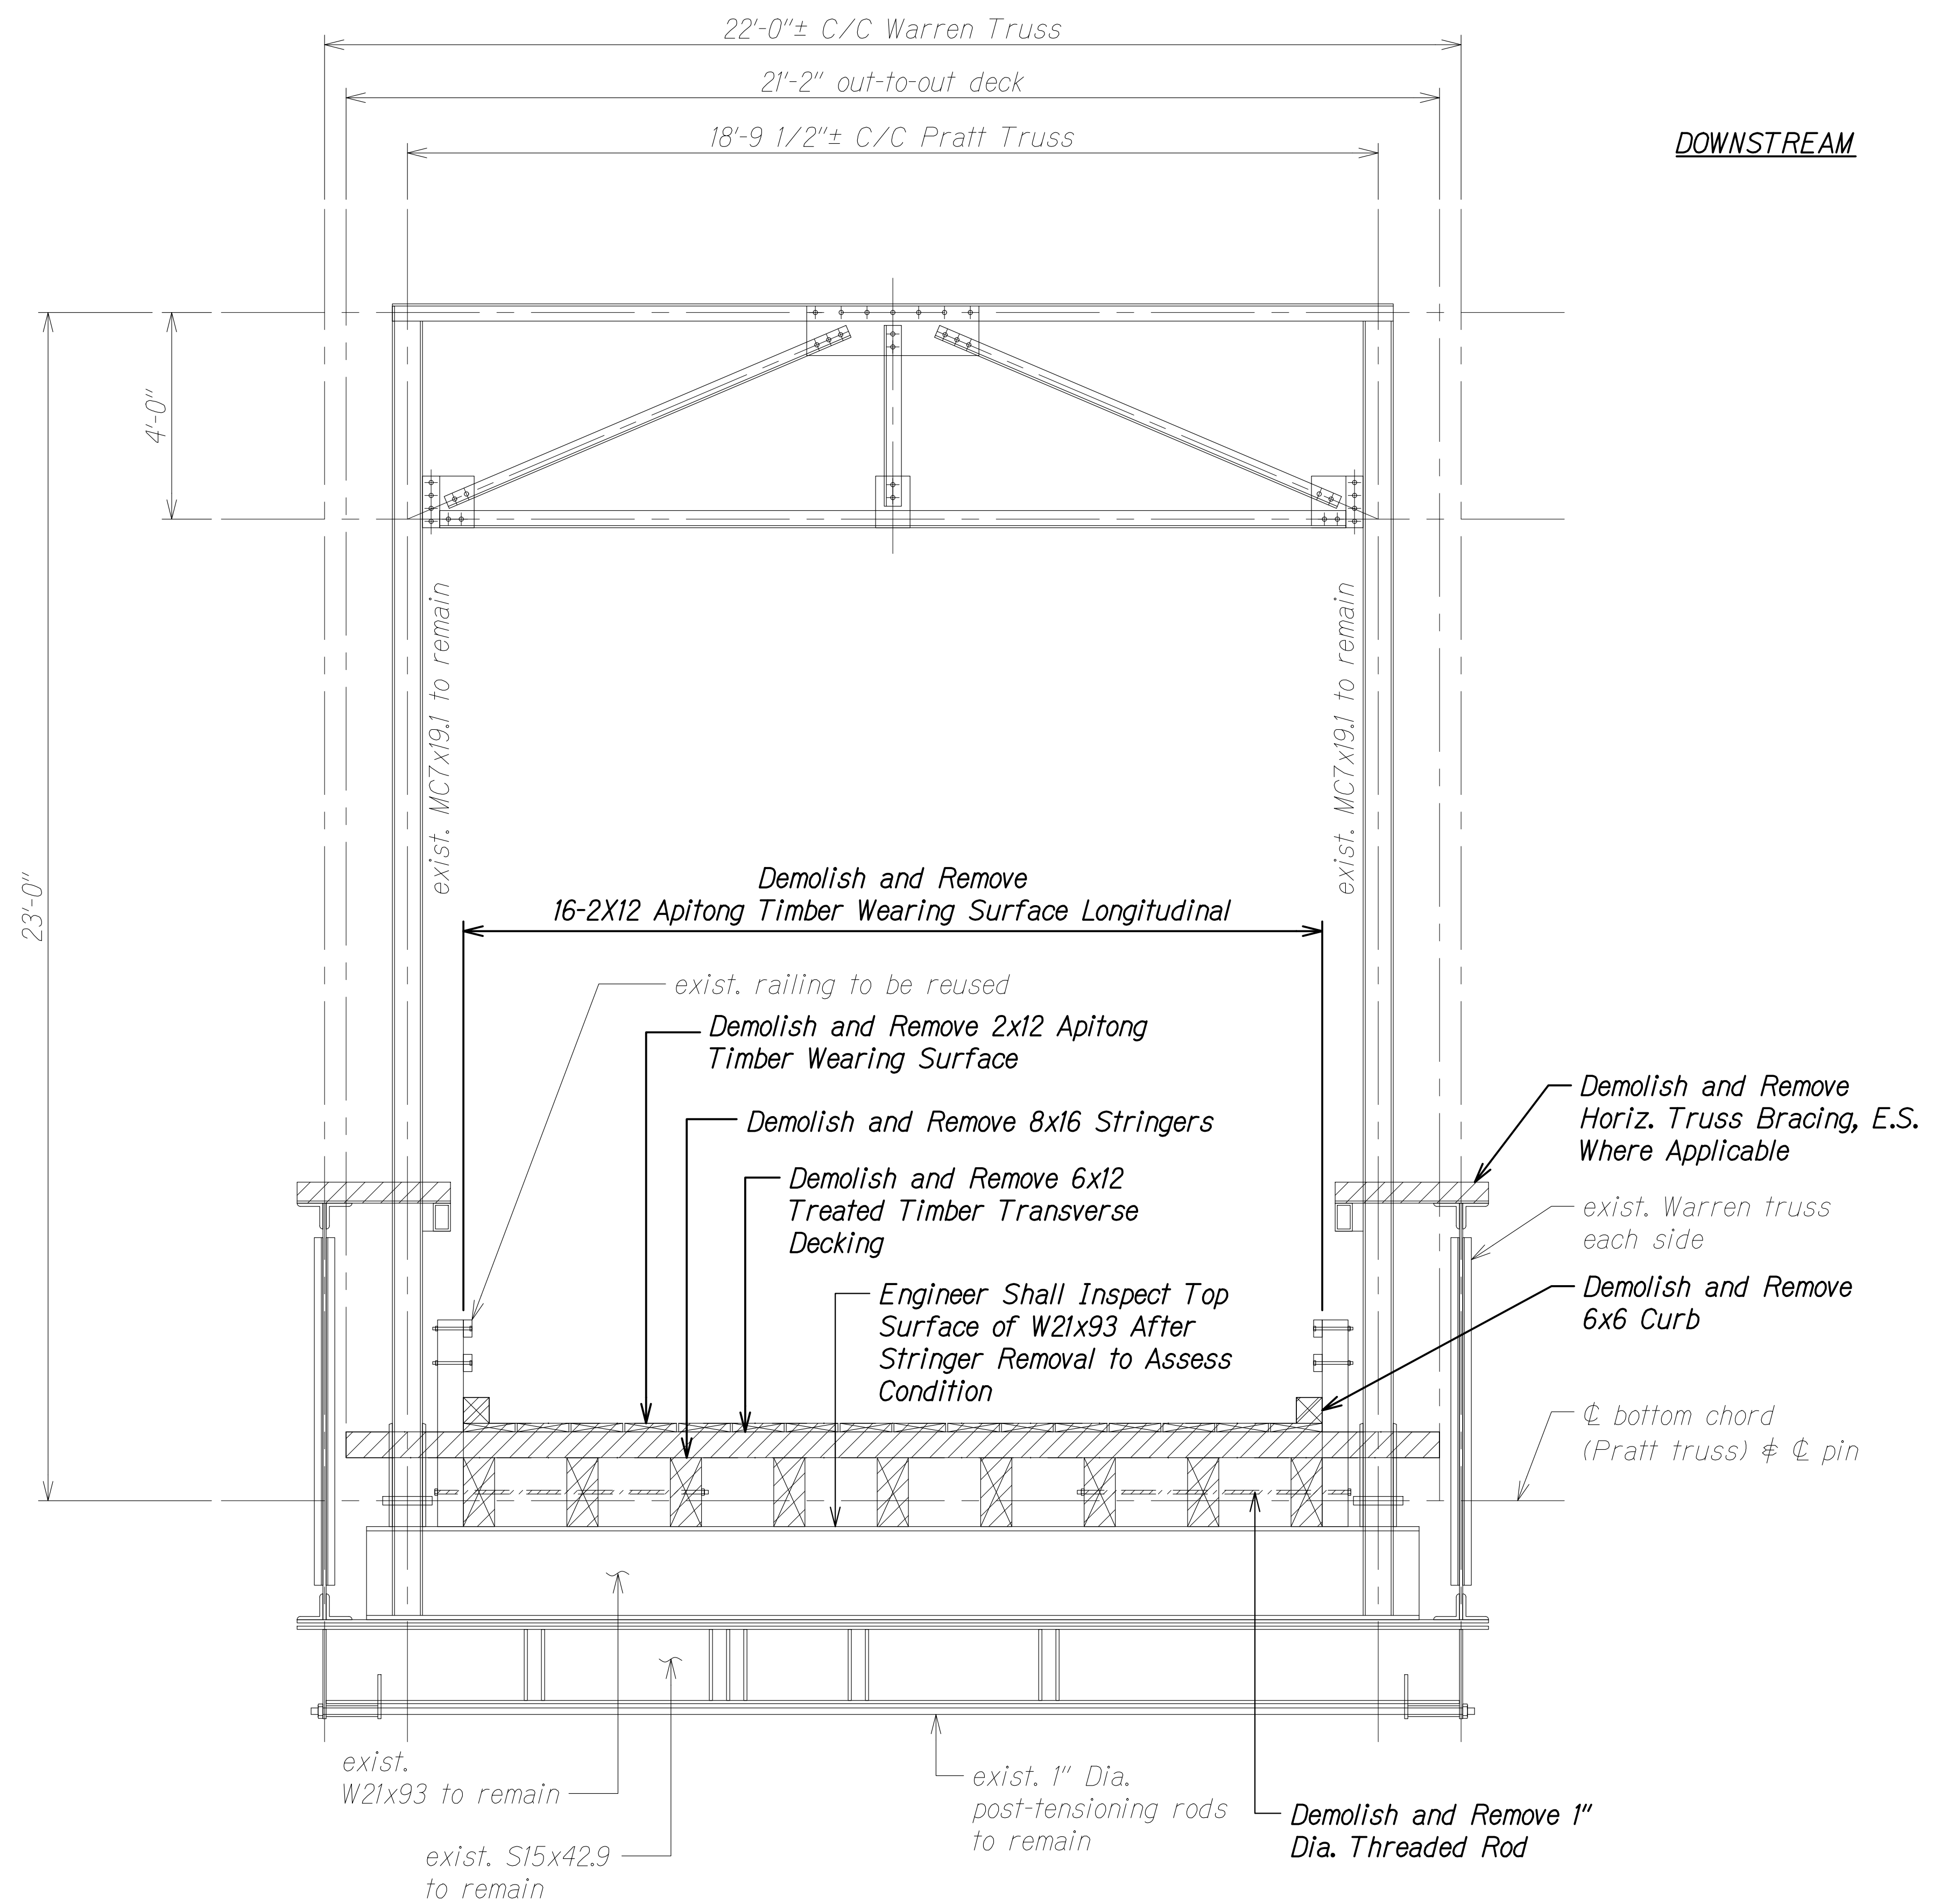 22'-0"± C/C Warren Truss
21'-2" out-to-out deck
18'-9 1/2"± C/C Pratt Truss
DOWNSTREAM
4'-0"
23'-0"
exist. MC7x19.1 to remain
exist. MC7x19.1 to remain
Demolish and Remove
16-2X12 Apitong Timber Wearing Surface Longitudinal
exist. railing to be reused
Demolish and Remove 2x12 Apitong
Timber Wearing Surface
Demolish and Remove 8x16 Stringers
Demolish and Remove 6x12
Treated Timber Transverse
Decking
Engineer Shall Inspect Top
Surface of W21x93 After
Stringer Removal to Assess
Condition
Demolish and Remove
Horiz. Truss Bracing, E.S.
Where Applicable
exist. Warren truss
each side
Demolish and Remove
6x6 Curb
℄ bottom chord
(Pratt truss) & ℄ pin
exist.
W21x93 to remain
exist. S15x42.9
to remain
exist. 1" Dia.
post-tensioning rods
to remain
Demolish and Remove 1"
Dia. Threaded Rod